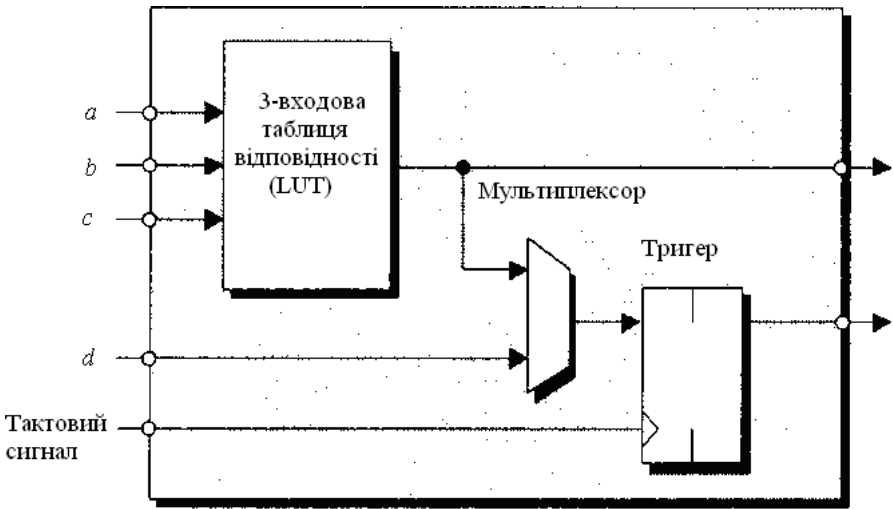 a
b
c
d
3-входова
таблиця
відповідності
(LUT)
Мультиплексор
Тригер
Тактовий
сигнал